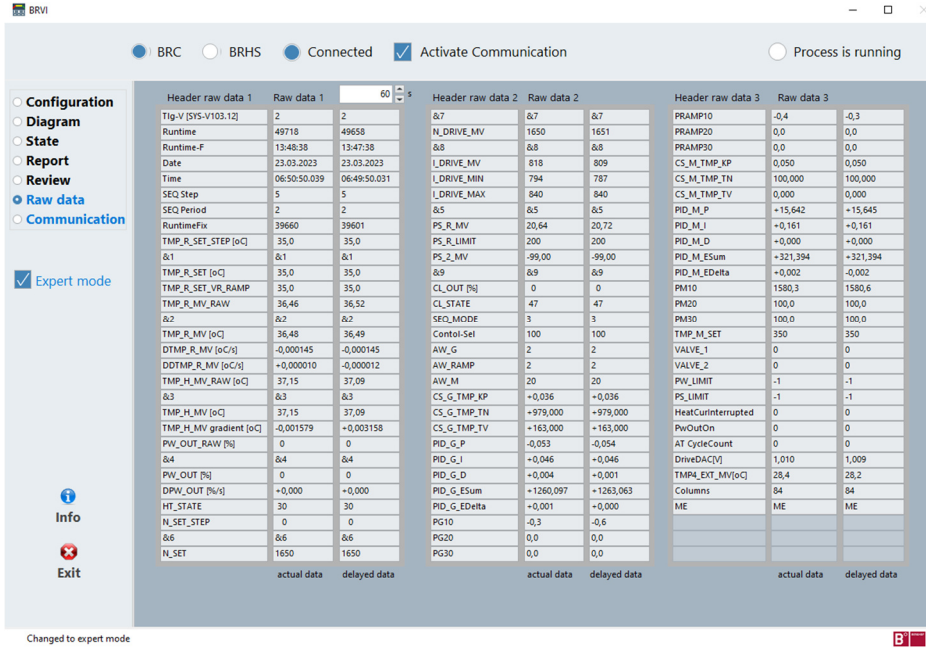 BRVI
BRC BRHS Connected Activate Communication Process is running
Configuration
Diagram
State
Report
Review
Raw data
Communication
Expert mode
Info
Exit
Header raw data 1 Raw data 1 60 s
TIg-V [SYS-V103.12] 2 2
Runtime 49718 49658
Runtime-F 13:48:38 13:47:38
Date 23.03.2023 23.03.2023
Time 06:50:50.039 06:49:50.031
SEQ Step 5 5
SEQ Period 2 2
RuntimeFix 39660 39601
TMP_R_SET_STEP [oC] 35,0 35,0
&1 &1 &1
TMP_R_SET [oC] 35,0 35,0
TMP_R_SET_VR_RAMP 35,0 35,0
TMP_R_MV_RAW 36,46 36,52
&2 &2 &2
TMP_R_MV [oC] 36,48 36,49
DTMP_R_MV [oC/s] -0,000145 -0,000145
DDTMP_R_MV [oC/s] +0,000010 -0,000012
TMP_H_MV_RAW [oC] 37,15 37,09
&3 &3 &3
TMP_H_MV [oC] 37,15 37,09
TMP_H_MV gradient [oC] -0,001579 +0,003158
PW_OUT_RAW [%] 0 0
&4 &4 &4
PW_OUT [%] 0 0
DPW_OUT [%/s] +0,000 +0,000
HT_STATE 30 30
N_SET_STEP 0 0
&6 &6 &6
N_SET 1650 1650
actual data delayed data
Header raw data 2 Raw data 2
&7 &7 &7
N_DRIVE_MV 1650 1651
&8 &8 &8
I_DRIVE_MV 818 809
I_DRIVE_MIN 794 787
I_DRIVE_MAX 840 840
&5 &5 &5
PS_R_MV 20,64 20,72
PS_R_LIMIT 200 200
PS_2_MV -99,00 -99,00
&9 &9 &9
CL_OUT [%] 0 0
CL_STATE 47 47
SEQ_MODE 3 3
Contol-Sel 100 100
AW_G 2 2
AW_RAMP 2 2
AW_M 20 20
CS_G_TMP_KP +0,036 +0,036
CS_G_TMP_TN +979,000 +979,000
CS_G_TMP_TV +163,000 +163,000
PID_G_P -0,053 -0,054
PID_G_I +0,046 +0,046
PID_G_D +0,004 +0,001
PID_G_ESum +1260,097 +1263,063
PID_G_EDelta +0,001 +0,000
PG10 -0,3 -0,6
PG20 0,0 0,0
PG30 0,0 0,0
actual data delayed data
Header raw data 3 Raw data 3
PRAMP10 -0,4 -0,3
PRAMP20 0,0 0,0
PRAMP30 0,0 0,0
CS_M_TMP_KP 0,050 0,050
CS_M_TMP_TN 100,000 100,000
CS_M_TMP_TV 0,000 0,000
PID_M_P +15,642 +15,645
PID_M_I +0,161 +0,161
PID_M_D +0,000 +0,000
PID_M_ESum +321,394 +321,394
PID_M_EDelta +0,002 -0,002
PM10 1580,3 1580,6
PM20 100,0 100,0
PM30 100,0 100,0
TMP_M_SET 350 350
VALVE_1 0 0
VALVE_2 0 0
PW_LIMIT -1 -1
PS_LIMIT -1 -1
HeatCurInterrupted 0 0
PwOutOn 0 0
AT CycleCount 0 0
DriveDAC[V] 1,010 1,009
TMP4_EXT_MV[oC] 28,4 28,2
Columns 84 84
ME ME ME
actual data delayed data
Changed to expert mode